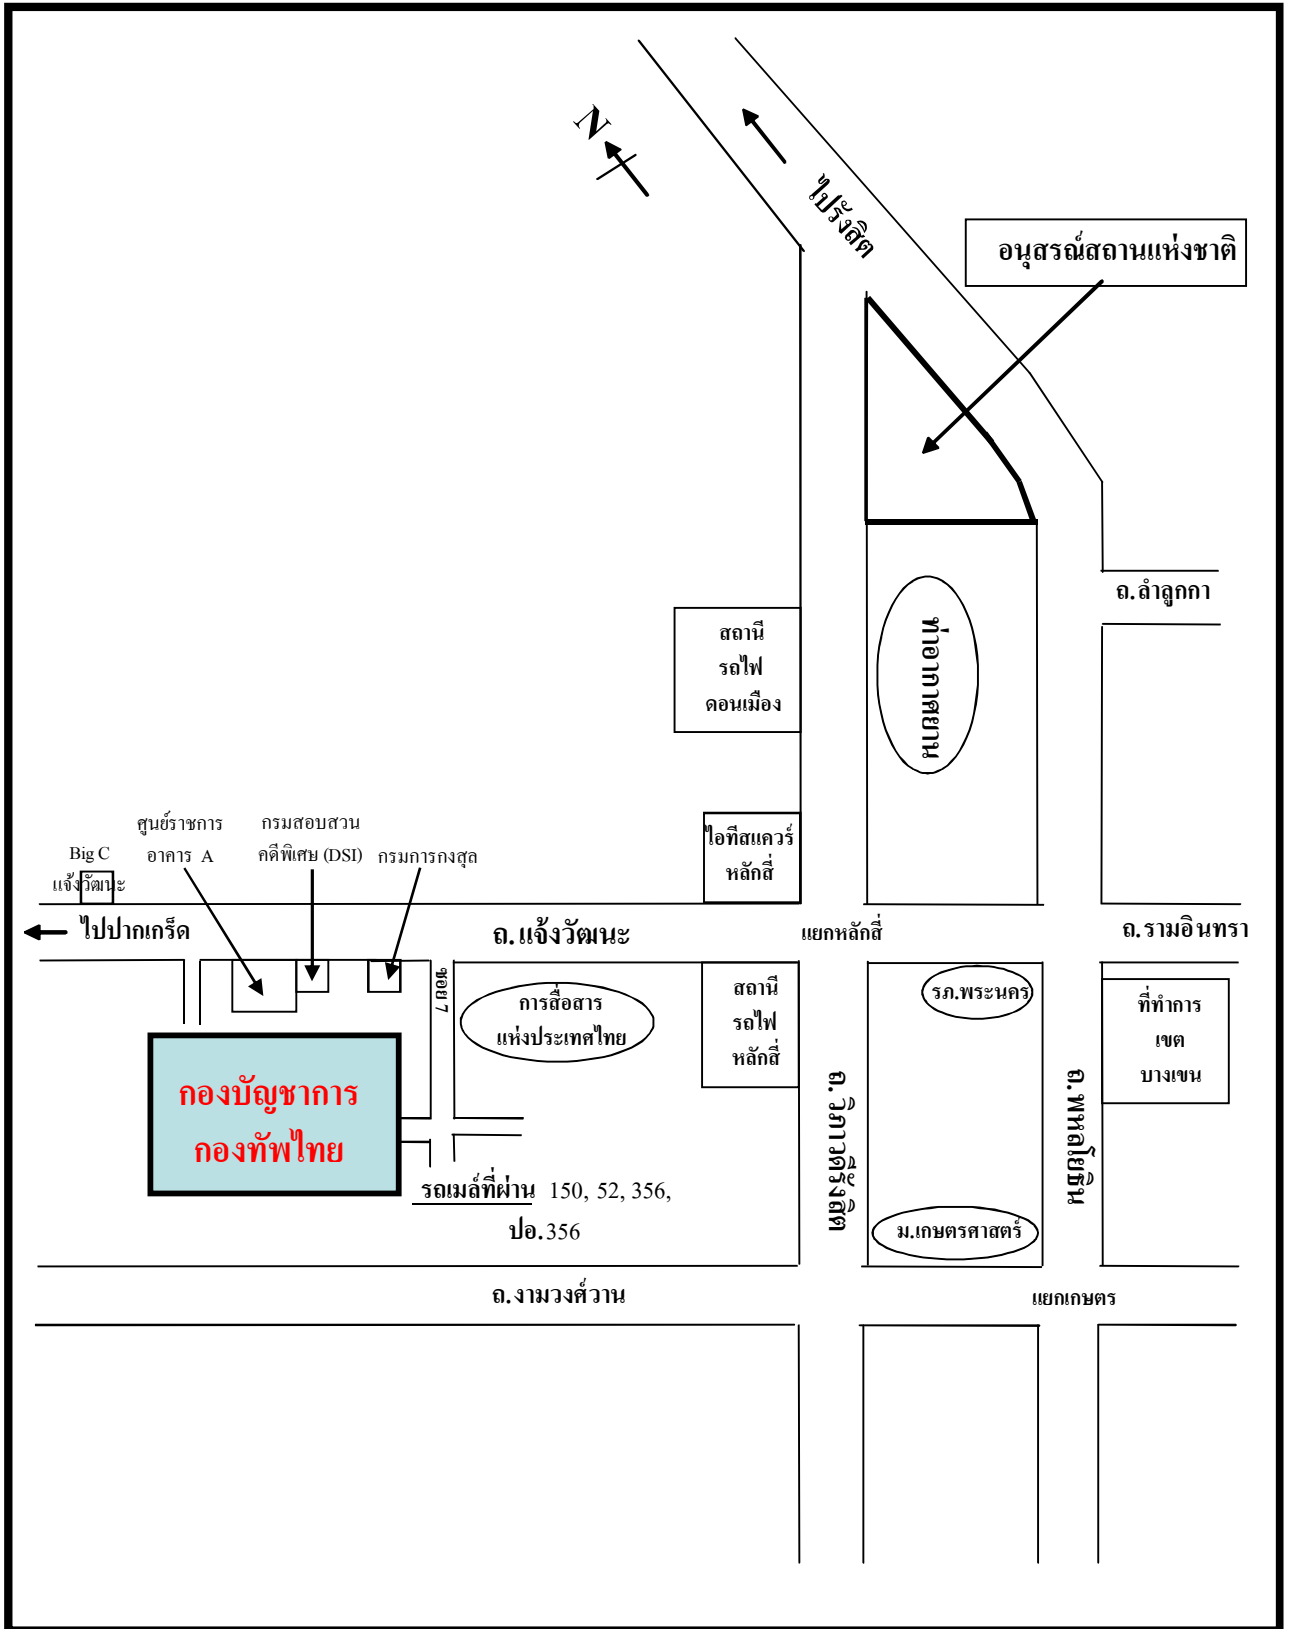 N
ไปรังสิต
อนุสรณ์สถานแห่งชาติ
ถ.ลำลูกกา
ท่าอากาศยาน
สถานี
รถไฟ
ดอนเมือง
ไอทีสแควร์
หลักสี่
ศูนย์ราชการ
อาคาร A
กรมสอบสวน
คดีพิเศษ (DSI)
กรมการกงสุล
Big C
แจ้งวัฒนะ
ไปปากเกร็ด
ถ.แจ้งวัฒนะ
แยกหลักสี่
ถ.รามอินทรา
ซอย 7
การสื่อสาร
แห่งประเทศไทย
สถานี
รถไฟ
หลักสี่
รภ.พระนคร
ที่ทำการ
เขต
บางเขน
กองบัญชาการ
กองทัพไทย
ถ.วิภาวดีรังสิต
ถ.พหลโยธิน
รถเมล์ที่ผ่าน 150, 52, 356,
ปอ.356
ม.เกษตรศาสตร์
ถ.งามวงศ์วาน
แยกเกษตร